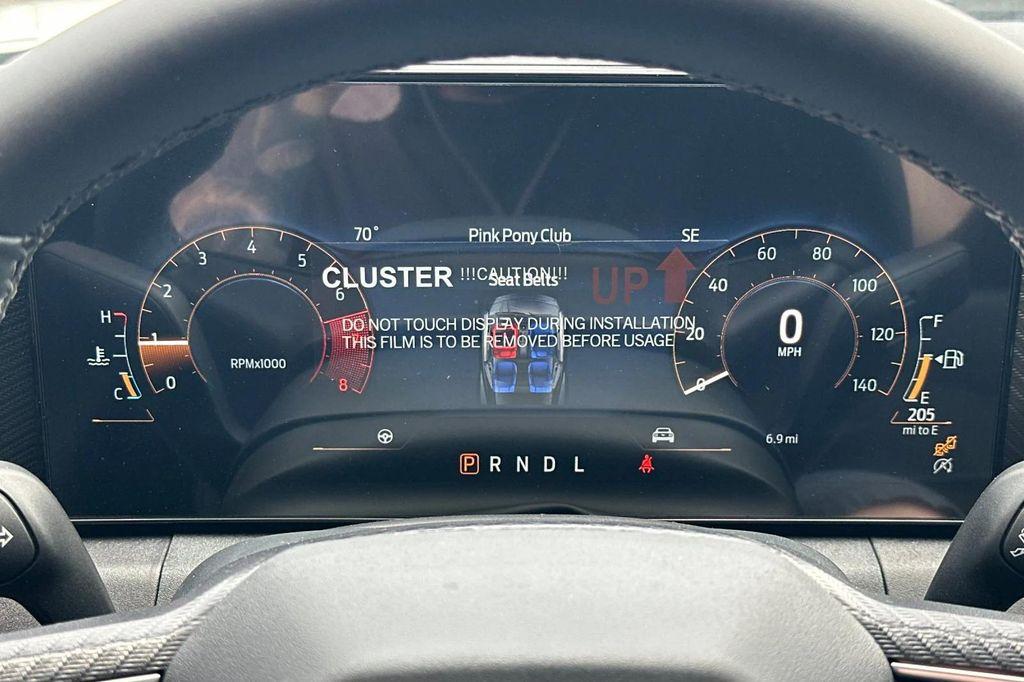 70° Pink Pony Club SE
CLUSTER !!!CAUTION!!! UP
Seat Belts
DO NOT TOUCH DISPLAY DURING INSTALLATION
THIS FILM IS TO BE REMOVED BEFORE USAGE
H
C
0
1
2
3
4
5
6
8
RPMx1000
0
20
40
60
80
100
120
140
0
MPH
F
E
205
mi to E
6.9 mi
P R N D L